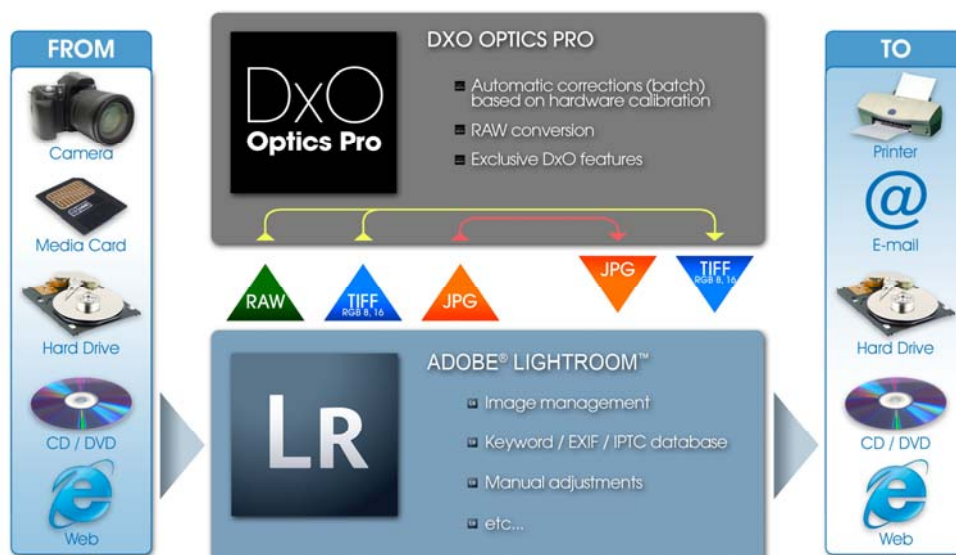 FROM
Camera
Media Card
Hard Drive
CD / DVD
Web
DxO
Optics Pro
DXO OPTICS PRO
Automatic corrections (batch)
based on hardware calibration
RAW conversion
Exclusive DxO features
RAW
TIFF
RGB 8, 16
JPG
JPG
TIFF
RGB 8, 16
LR
ADOBE® LIGHTROOM™
Image management
Keyword / EXIF / IPTC database
Manual adjustments
etc...
TO
Printer
@
E-mail
Hard Drive
CD / DVD
Web